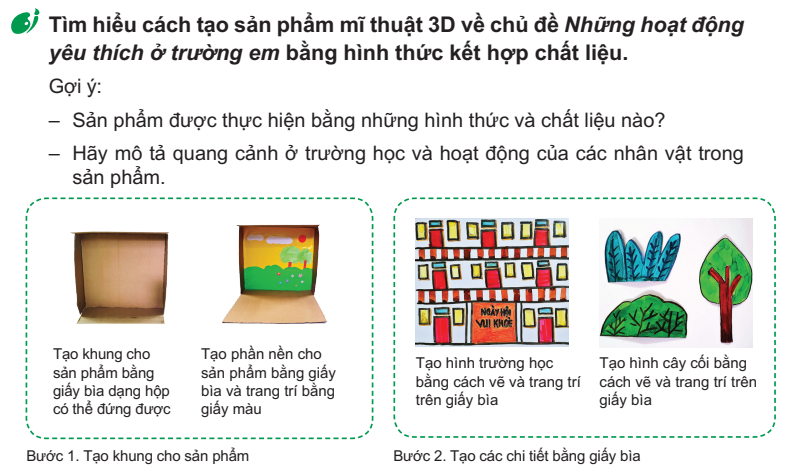 Tìm hiểu cách tạo sản phẩm mĩ thuật 3D về chủ đề Những hoạt động
yêu thích ở trường em bằng hình thức kết hợp chất liệu.
Gợi ý:
– Sản phẩm được thực hiện bằng những hình thức và chất liệu nào?
– Hãy mô tả quang cảnh ở trường học và hoạt động của các nhân vật trong
sản phẩm.
NGÀY HỘI
VUI KHOẺ
Tạo khung cho
sản phẩm bằng
giấy bìa dạng hộp
có thể đứng được
Tạo phần nền cho
sản phẩm bằng giấy
bìa và trang trí bằng
giấy màu
Tạo hình trường học
bằng cách vẽ và trang trí
trên giấy bìa
Tạo hình cây cối bằng
cách vẽ và trang trí trên
giấy bìa
Bước 1. Tạo khung cho sản phẩm
Bước 2. Tạo các chi tiết bằng giấy bìa